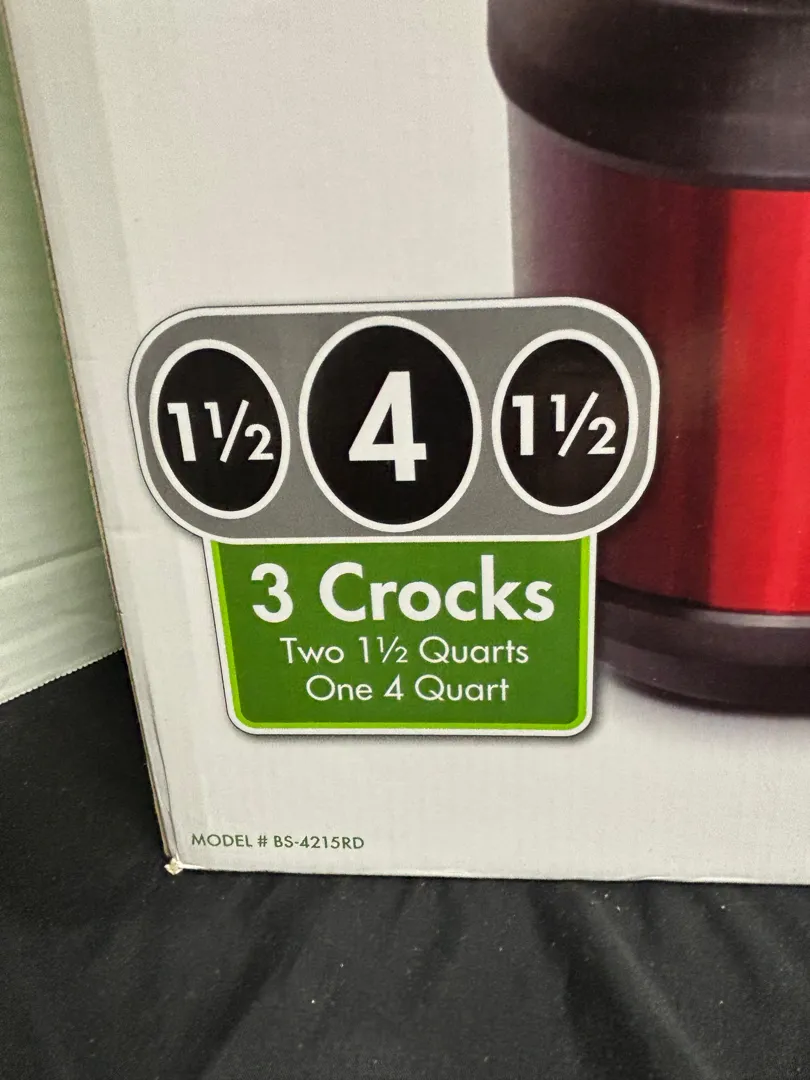 1½ 4 1½
3 Crocks
Two 1½ Quarts
One 4 Quart
MODEL # BS-4215RD